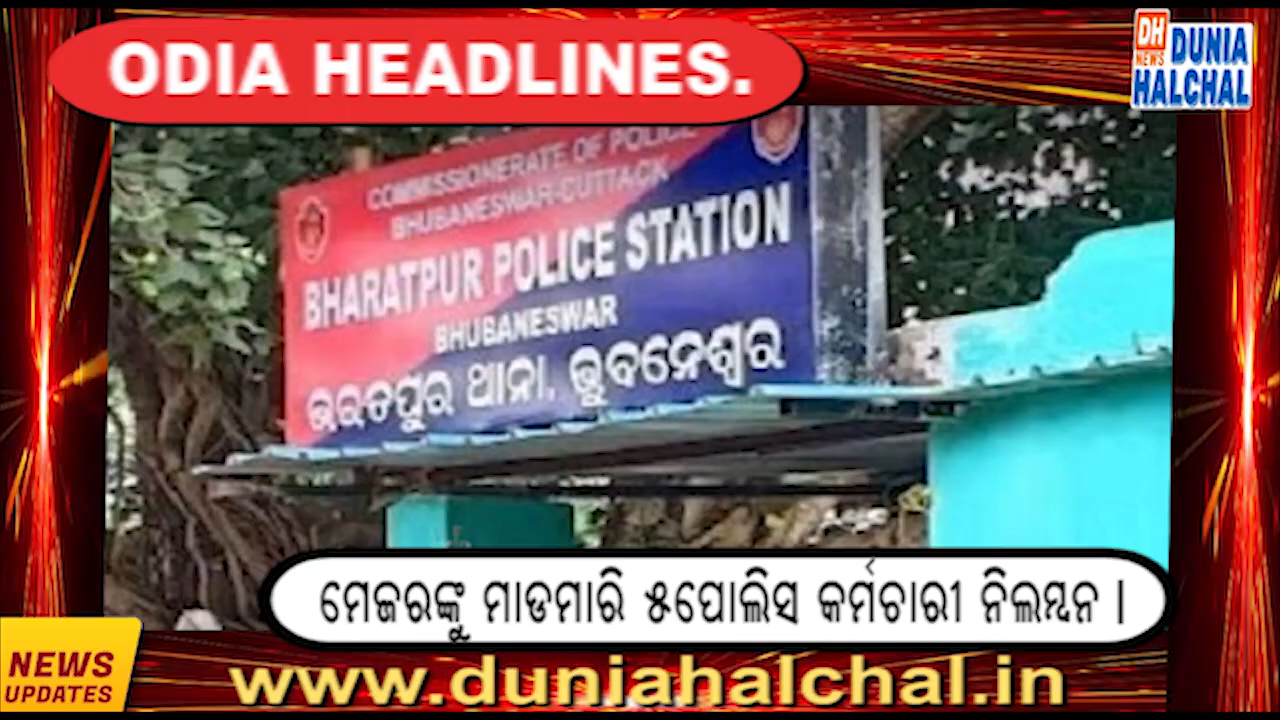 ODIA HEADLINES.
DH
NEWS
DUNIA
HALCHAL
COMMISSIONERATE OF POLICE
BHUBANESWAR-CUTTACK
BHARATPUR POLICE STATION
BHUBANESWAR
ଭରତପୁର ଥାନା, ଭୁବନେଶ୍ୱର
ମେଜରଙ୍କୁ ମାଡମାରି ୫ପୋଲିସ କର୍ମଚାରୀ ନିଲମ୍ବନ।
NEWS
UPDATES
www.duniahalchal.in